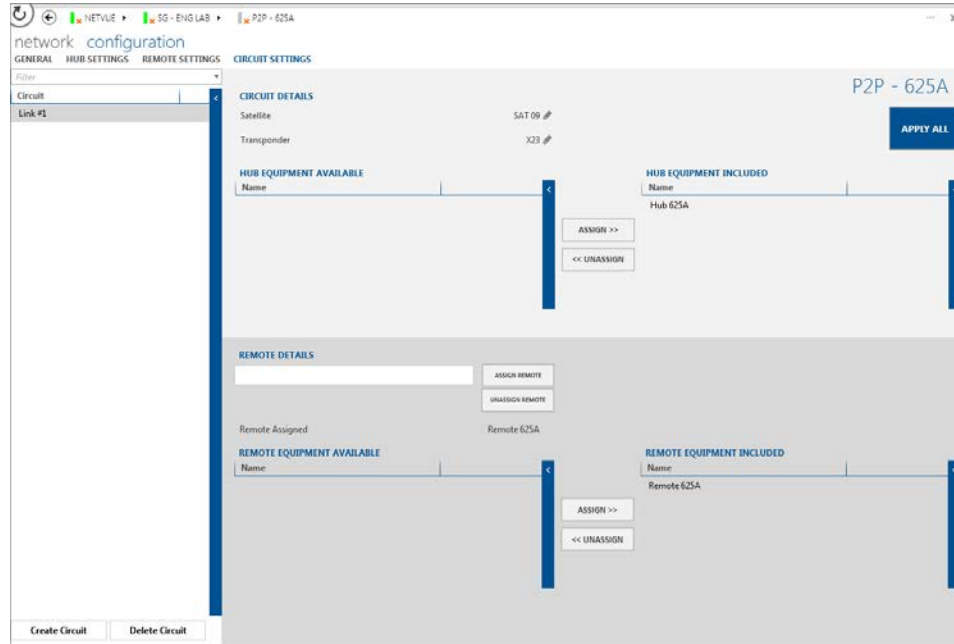 NETVUE SG - ENG LAB P2P - 625A
network configuration
GENERAL HUB SETTINGS REMOTE SETTINGS CIRCUIT SETTINGS
Filter
Circuit
Link #1
P2P - 625A
CIRCUIT DETAILS
Satellite SAT 09
Transponder X23
APPLY ALL
HUB EQUIPMENT AVAILABLE
Name
ASSIGN >>
<< UNASSIGN
HUB EQUIPMENT INCLUDED
Name
Hub 625A
REMOTE DETAILS
ASSIGN REMOTE
UNASSIGN REMOTE
Remote Assigned Remote 625A
REMOTE EQUIPMENT AVAILABLE
Name
ASSIGN >>
<< UNASSIGN
REMOTE EQUIPMENT INCLUDED
Name
Remote 625A
Create Circuit Delete Circuit